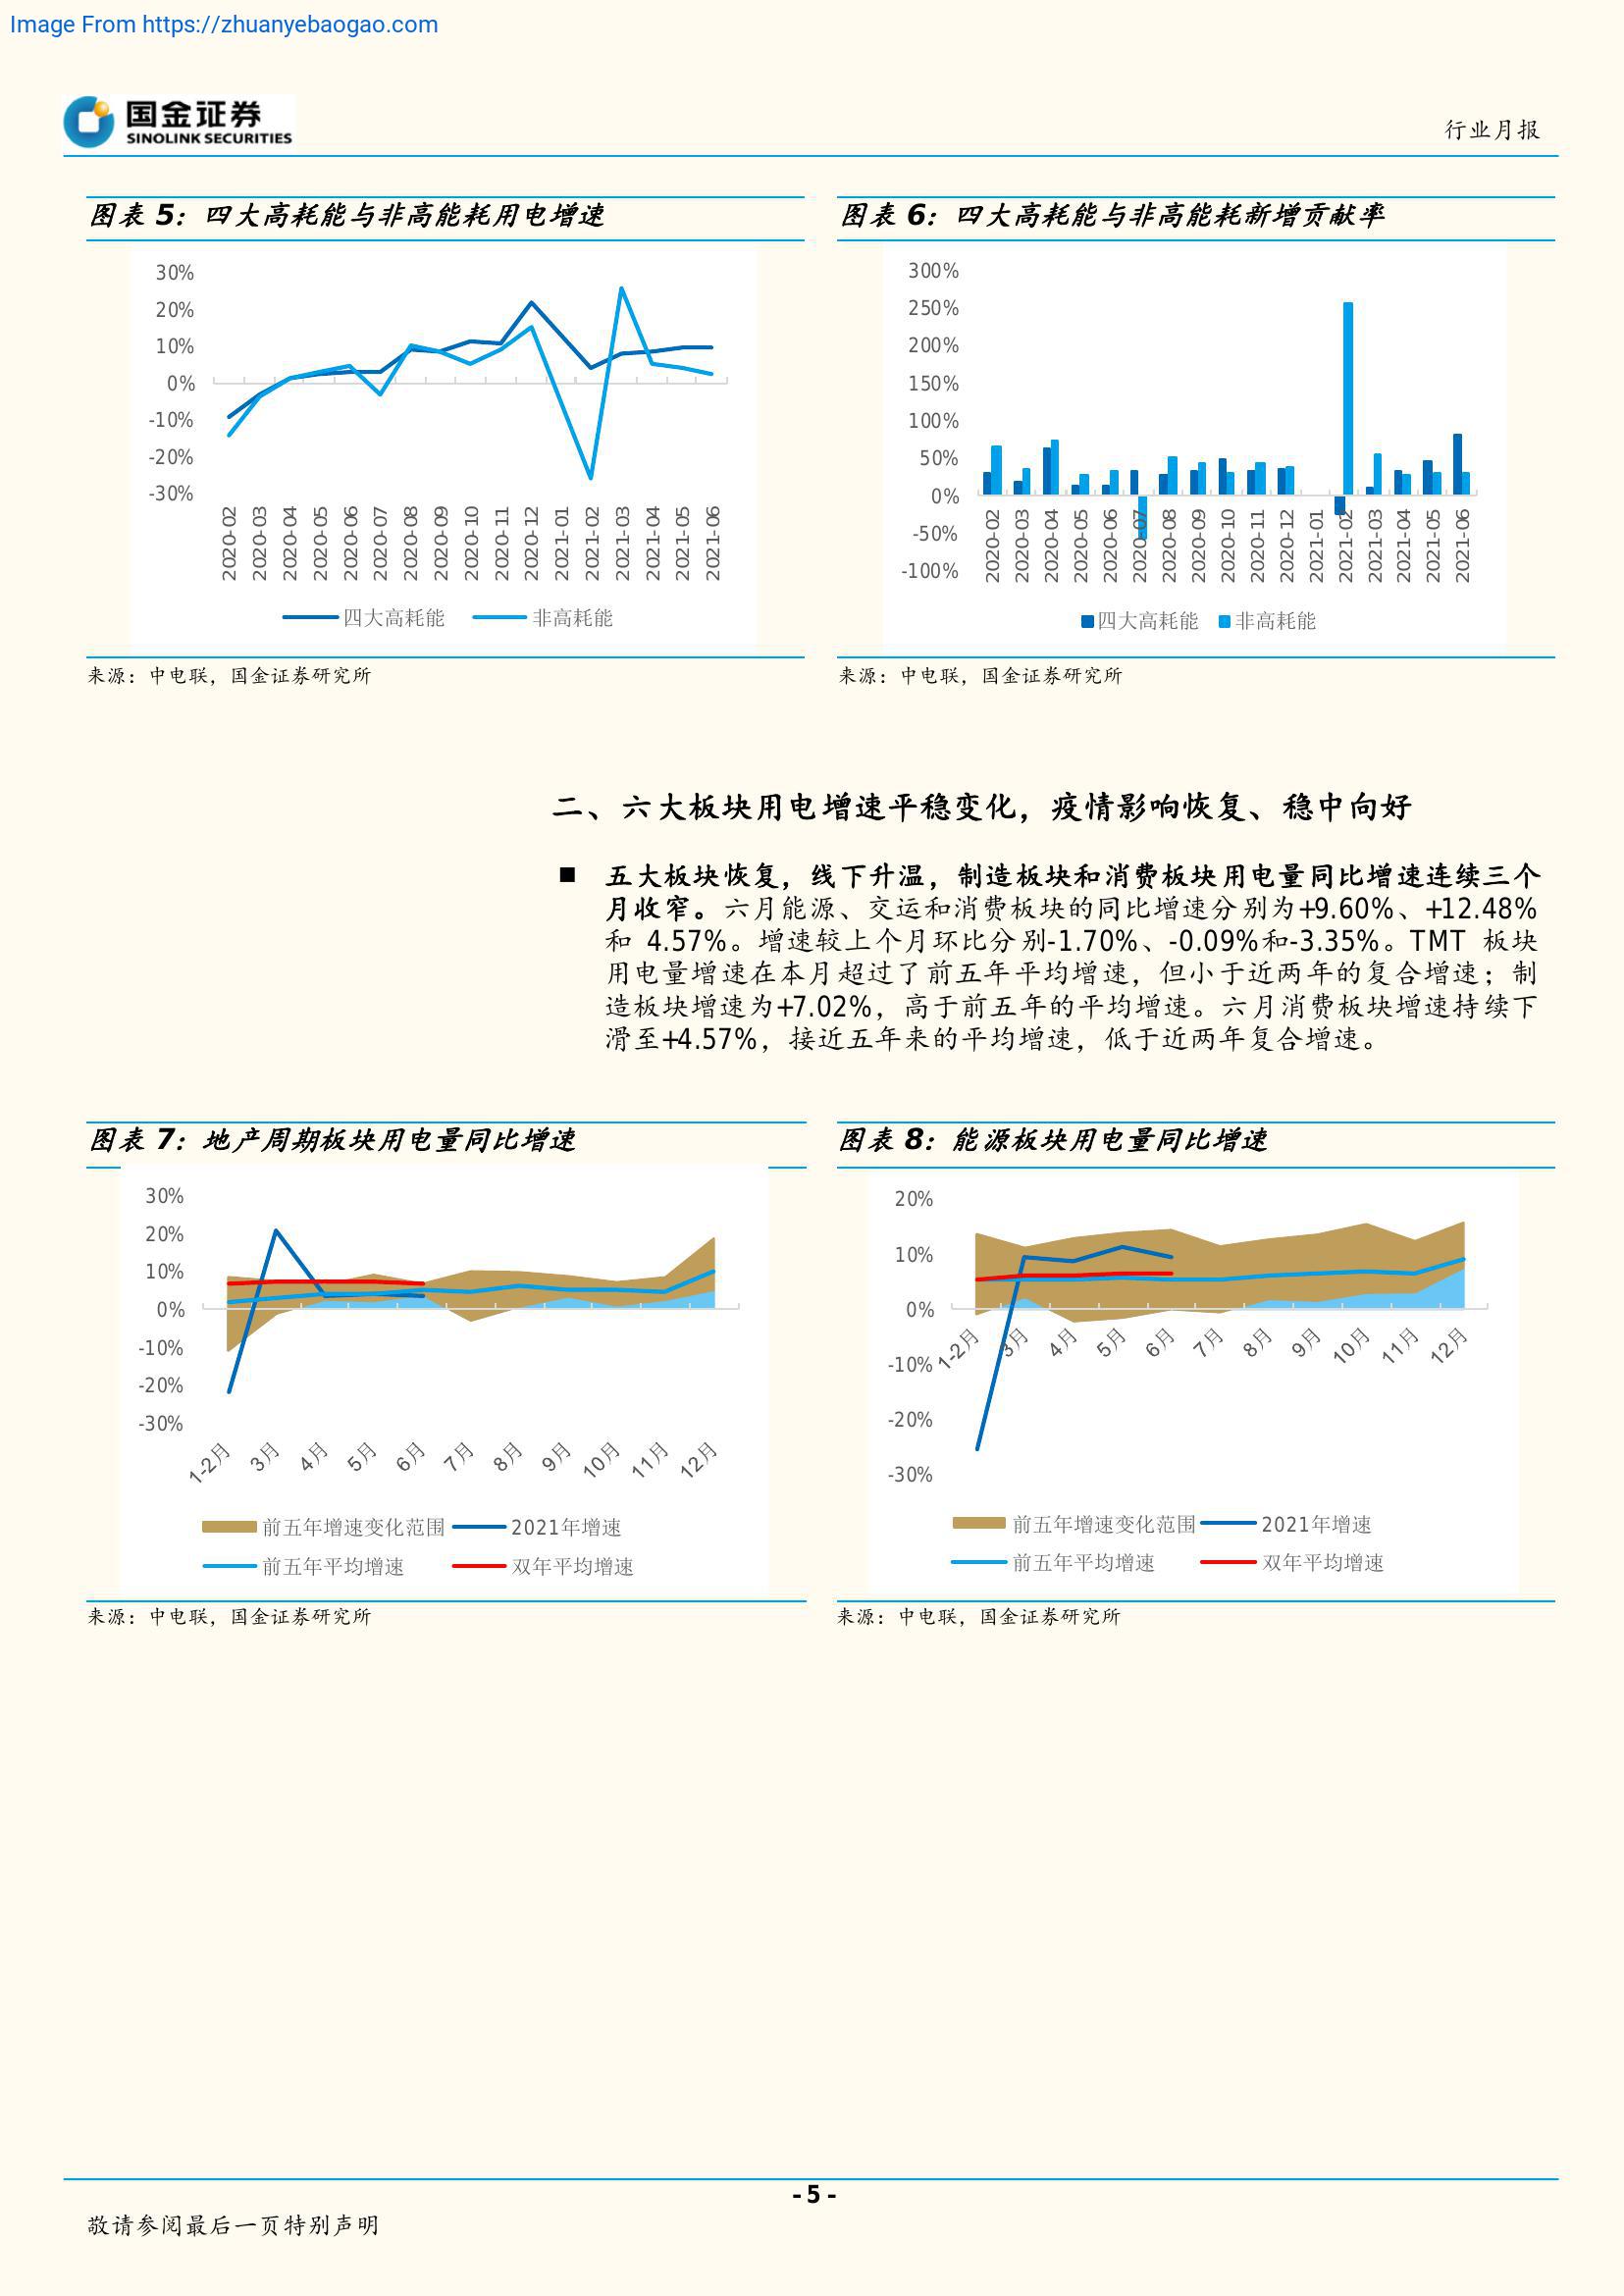 Image From https://zhuanyebaogao.com
国金证券
SINOLINK SECURITIES
行业月报
图表 5：四大高耗能与非高能耗用电增速
30%
20%
10%
0%
-10%
-20%
-30%
2020-02
2020-03
2020-04
2020-05
2020-06
2020-07
2020-08
2020-09
2020-10
2020-11
2020-12
2021-01
2021-02
2021-03
2021-04
2021-05
2021-06
四大高耗能 非高耗能
来源：中电联，国金证券研究所
图表 6：四大高耗能与非高能耗新增贡献率
300%
250%
200%
150%
100%
50%
0%
-50%
-100%
2020-02
2020-03
2020-04
2020-05
2020-06
2020-07
2020-08
2020-09
2020-10
2020-11
2020-12
2021-01
2021-02
2021-03
2021-04
2021-05
2021-06
四大高耗能 非高耗能
来源：中电联，国金证券研究所
二、六大板块用电增速平稳变化，疫情影响恢复、稳中向好
■ 五大板块恢复，线下升温，制造板块和消费板块用电量同比增速连续三个
月收窄。六月能源、交运和消费板块的同比增速分别为+9.60%、+12.48%
和 4.57%。增速较上个月环比分别-1.70%、-0.09%和-3.35%。TMT 板块
用电量增速在本月超过了前五年平均增速，但小于近两年的复合增速；制
造板块增速为+7.02%，高于前五年的平均增速。六月消费板块增速持续下
滑至+4.57%，接近五年来的平均增速，低于近两年复合增速。
图表 7：地产周期板块用电量同比增速
30%
20%
10%
0%
-10%
-20%
-30%
1-2月
3月
4月
5月
6月
7月
8月
9月
10月
11月
12月
前五年增速变化范围 2021年增速
前五年平均增速 双年平均增速
来源：中电联，国金证券研究所
图表 8：能源板块用电量同比增速
20%
10%
0%
-10%
-20%
-30%
1-2月
3月
4月
5月
6月
7月
8月
9月
10月
11月
12月
前五年增速变化范围 2021年增速
前五年平均增速 双年平均增速
来源：中电联，国金证券研究所
- 5 -
敬请参阅最后一页特别声明